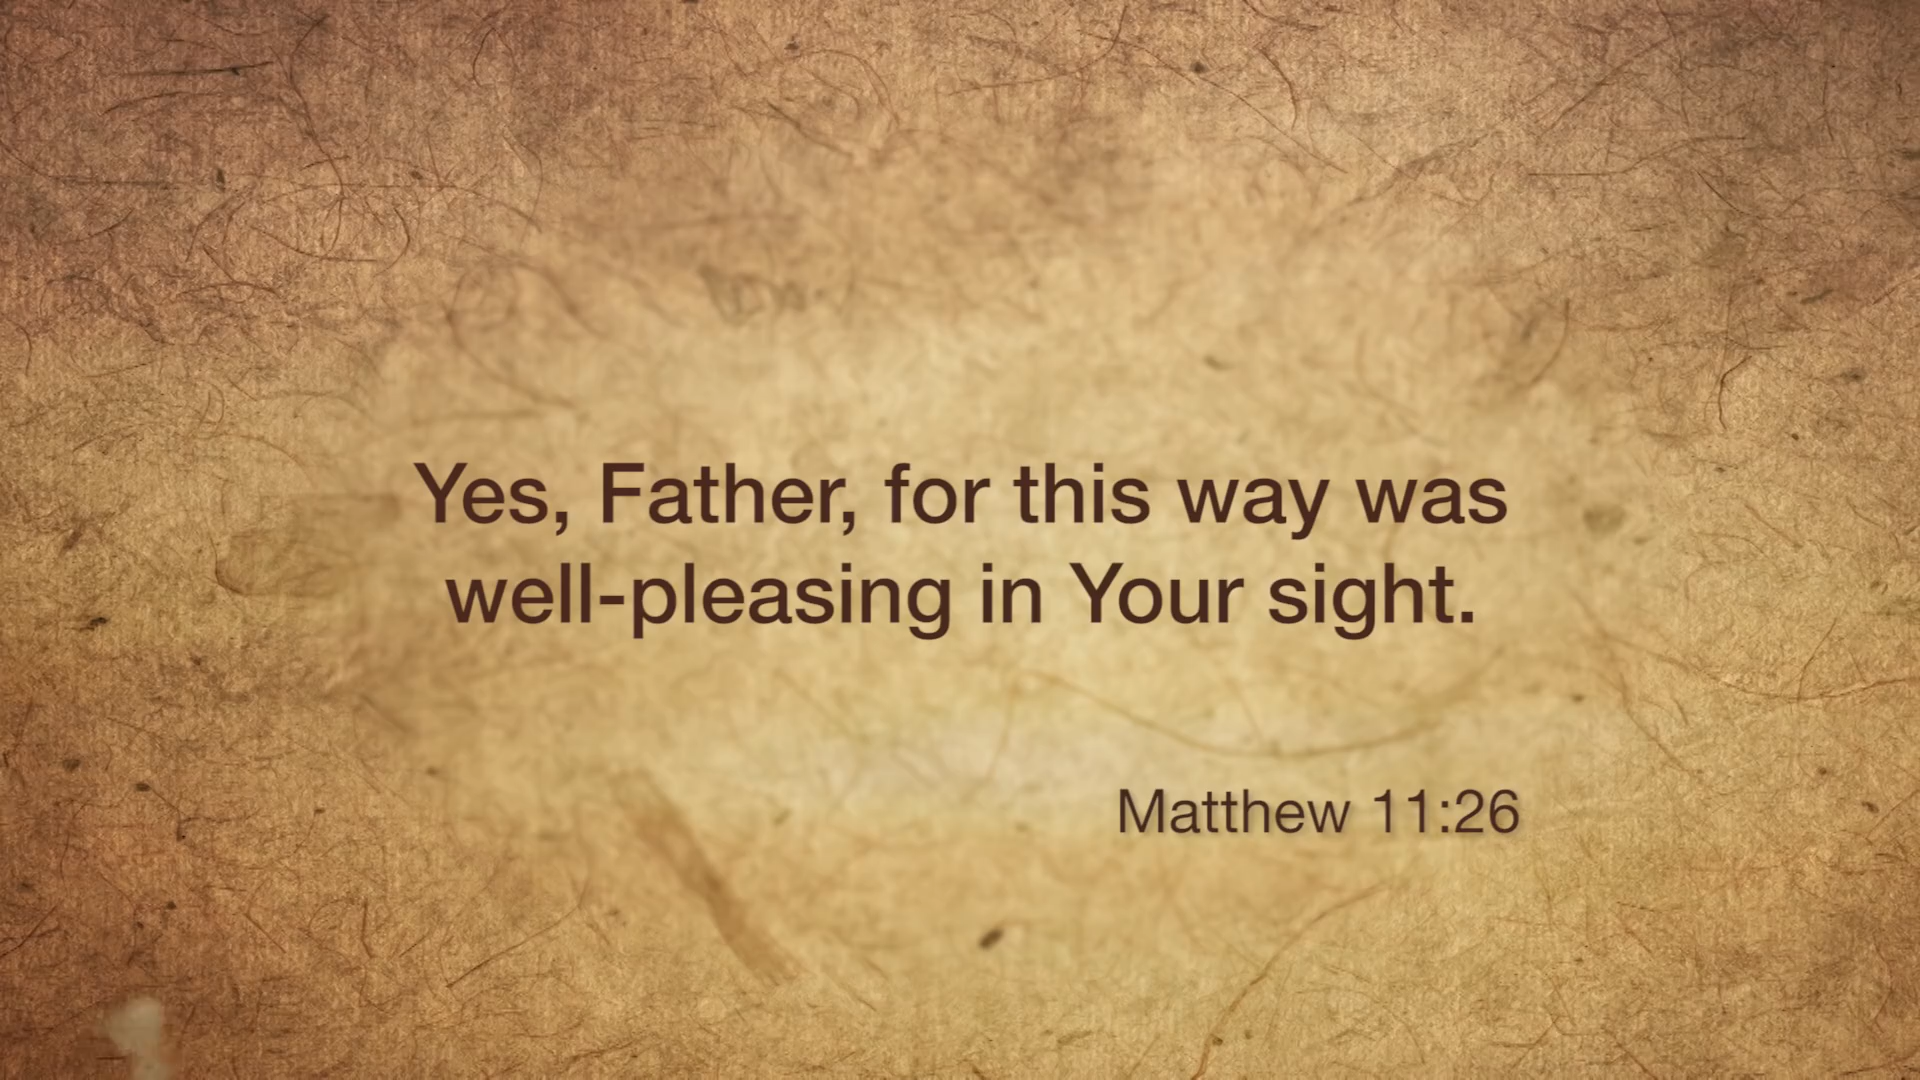 Yes, Father, for this way was
well-pleasing in Your sight.
Matthew 11:26